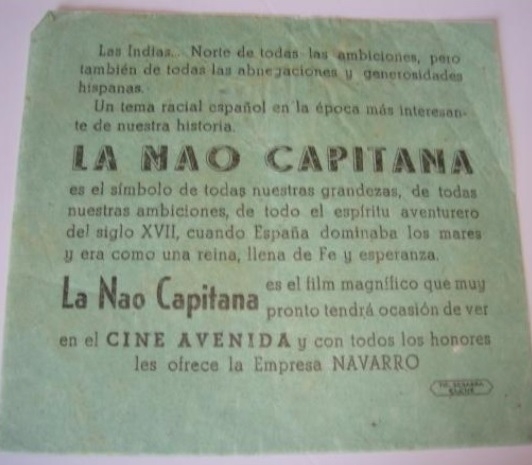 Las Indias... Norte de todas las ambiciones, pero
también de todas las abnegaciones y generosidades
hispanas.
Un tema racial español en la época más interesan-
te de nuestra historia.
LA NAO CAPITANA
es el símbolo de todas nuestras grandezas, de todas
nuestras ambiciones, de todo el espíritu aventurero
del siglo XVII, cuando España dominaba los mares
y era como una reina, llena de Fe y esperanza.
La Nao Capitana es el film magnífico que muy
pronto tendrá ocasión de ver
en el CINE AVENIDA y con todos los honores
les ofrece la Empresa NAVARRO